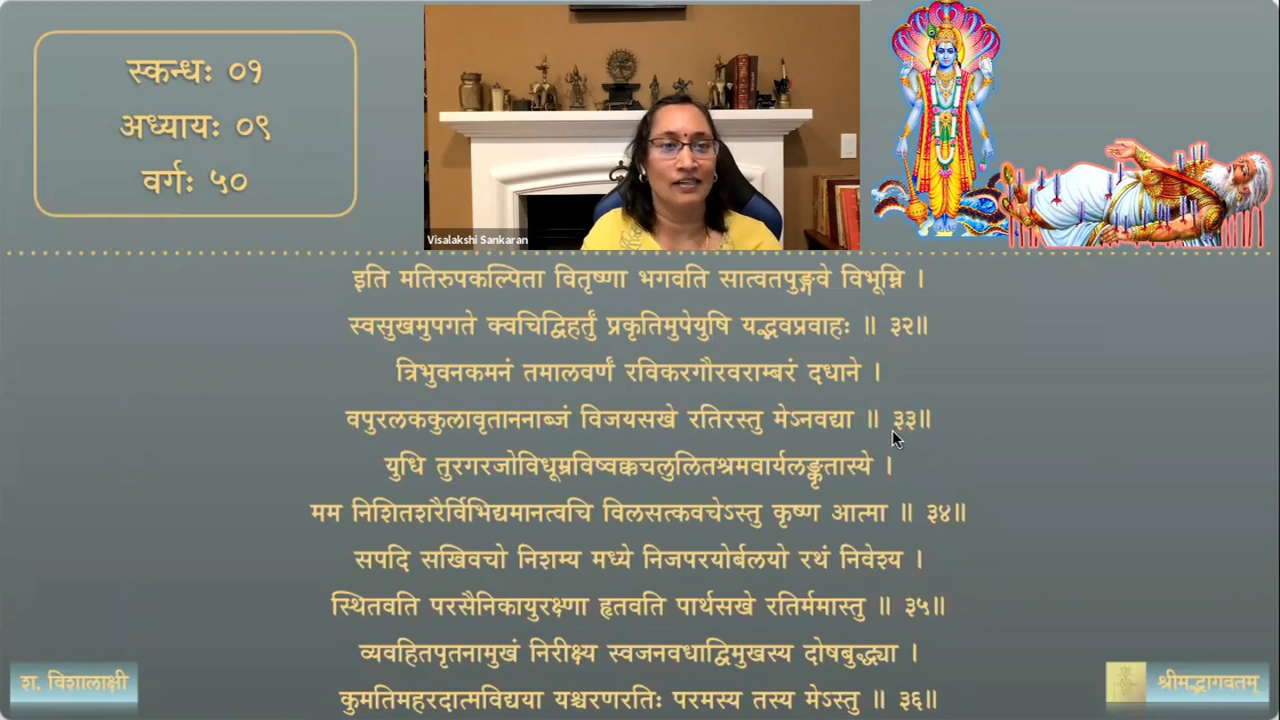 स्कन्धः ०१
अध्यायः ०९
वर्गः ५०
Visalakshi Sankaran
इति मतिरुपकल्पिता वितृष्णा भगवति सात्वतपुङ्गवे विभूम्नि ।
स्वसुखमुपगते क्वचिद्विहर्तुं प्रकृतिमुपेयुषि यद्भवप्रवाहः ॥ ३२॥
त्रिभुवनकमनं तमालवर्णं रविकरगौरवराम्बरं दधाने ।
वपुरलककुलावृताननाब्जं विजयसखे रतिरस्तु मेऽनवद्या ॥ ३३॥
युधि तुरगरजोविधूम्रविष्वक्कचलुलितश्रमवार्यलङ्कृतास्ये ।
मम निशितशरैर्विभिद्यमानत्वचि विलसत्कवचेऽस्तु कृष्ण आत्मा ॥ ३४॥
सपदि सखिवचो निशम्य मध्ये निजपरयोर्बलयो रथं निवेश्य ।
स्थितवति परसैनिकायुरक्ष्णा हृतवति पार्थसखे रतिर्ममास्तु ॥ ३५॥
व्यवहितपृतनामुखं निरीक्ष्य स्वजनवधाद्विमुखस्य दोषबुद्ध्या ।
कुमतिमहरदात्मविद्यया यश्चरणरतिः परमस्य तस्य मेऽस्तु ॥ ३६॥
श. विशालाक्षी
श्रीमद्भागवतम्